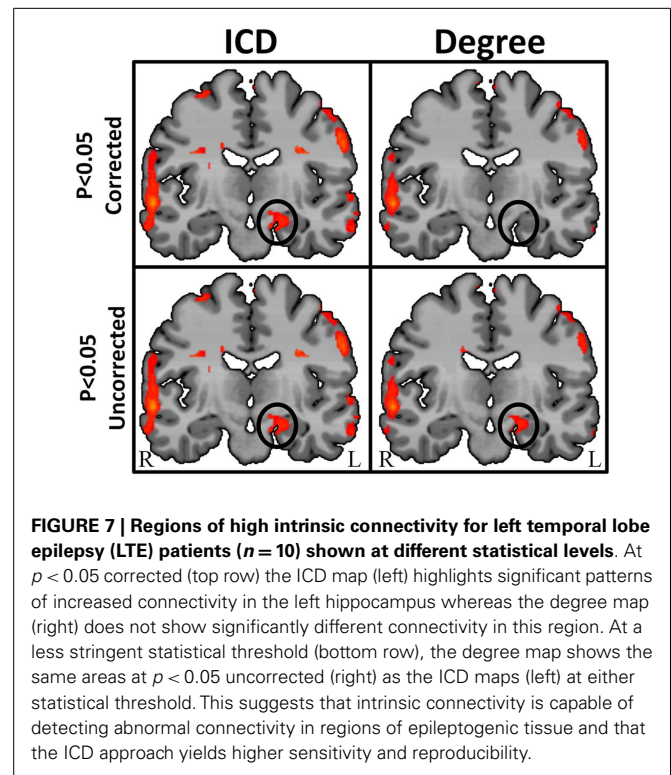 ICD Degree
P<0.05
Corrected
P<0.05
Uncorrected
R L R L
FIGURE 7 | Regions of high intrinsic connectivity for left temporal lobe
epilepsy (LTE) patients (n = 10) shown at different statistical levels. At
p < 0.05 corrected (top row) the ICD map (left) highlights significant patterns
of increased connectivity in the left hippocampus whereas the degree map
(right) does not show significantly different connectivity in this region. At a
less stringent statistical threshold (bottom row), the degree map shows the
same areas at p < 0.05 uncorrected (right) as the ICD maps (left) at either
statistical threshold. This suggests that intrinsic connectivity is capable of
detecting abnormal connectivity in regions of epileptogenic tissue and that
the ICD approach yields higher sensitivity and reproducibility.